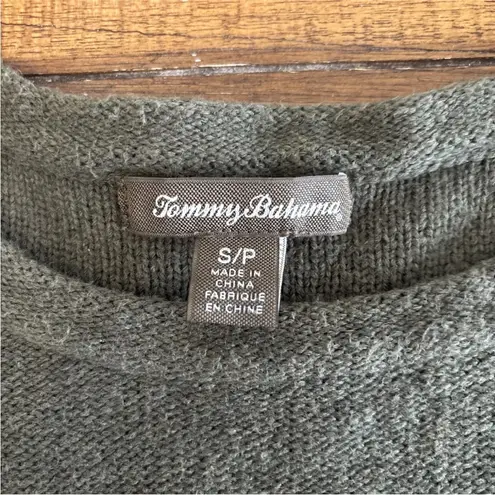 Tommy Bahama®
S/P
MADE IN
CHINA
FABRIQUE
EN CHINE